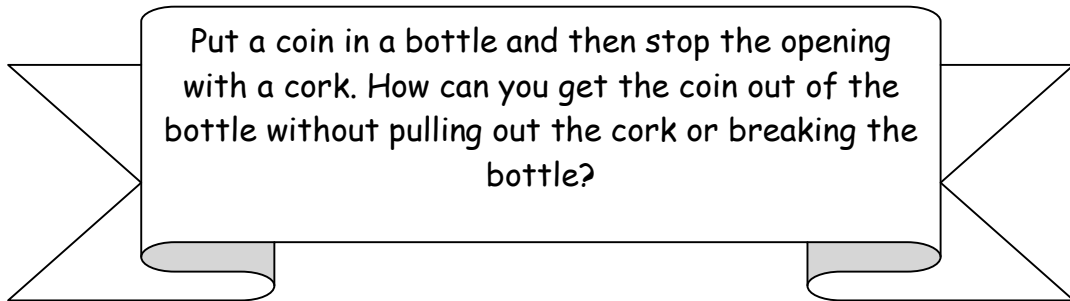 Put a coin in a bottle and then stop the opening
with a cork. How can you get the coin out of the
bottle without pulling out the cork or breaking the
bottle?